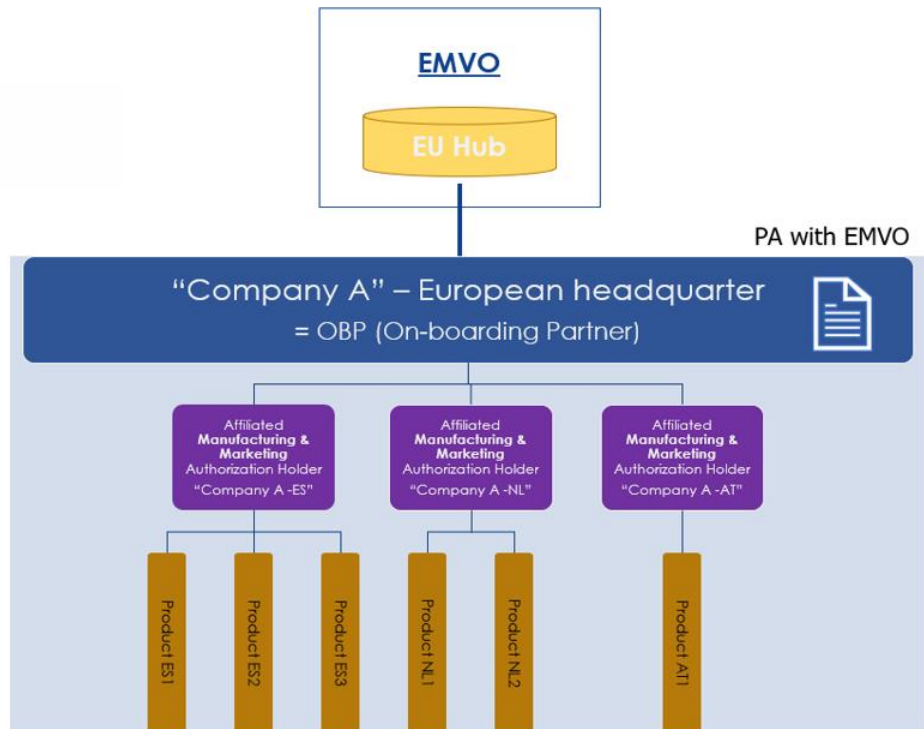 EMVO
EU Hub
PA with EMVO
“Company A” – European headquarter
= OBP (On-boarding Partner)
Affiliated
Manufacturing &
Marketing
Authorization Holder
“Company A -ES”
Affiliated
Manufacturing &
Marketing
Authorization Holder
“Company A -NL”
Affiliated
Manufacturing &
Marketing
Authorization Holder
“Company A -AT”
Product ES1
Product ES2
Product ES3
Product NL1
Product NL2
Product AT1